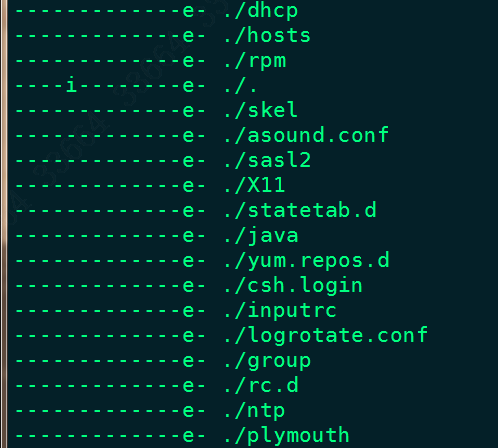 -------------e- ./dhcp
-------------e- ./hosts
-------------e- ./rpm
----i--------e- ./.
-------------e- ./skel
-------------e- ./asound.conf
-------------e- ./sasl2
-------------e- ./X11
-------------e- ./statetab.d
-------------e- ./java
-------------e- ./yum.repos.d
-------------e- ./csh.login
-------------e- ./inputrc
-------------e- ./logrotate.conf
-------------e- ./group
-------------e- ./rc.d
-------------e- ./ntp
-------------e- ./plymouth